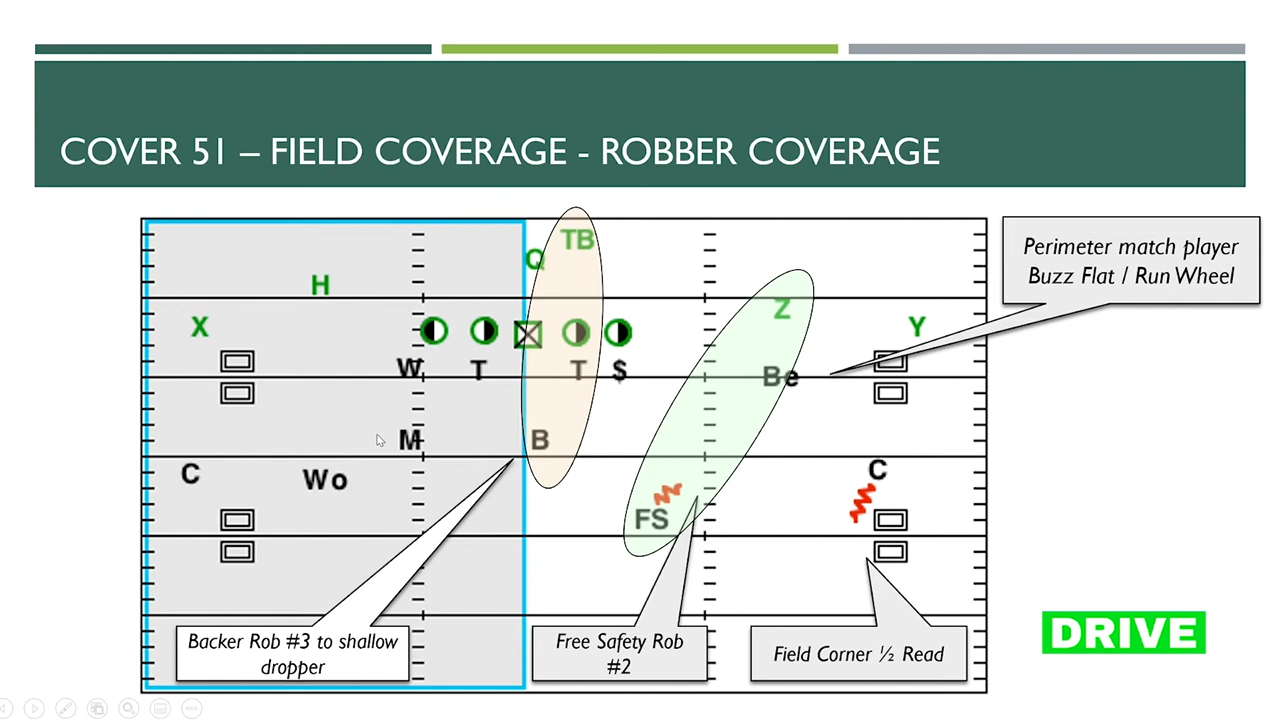 COVER 51 – FIELD COVERAGE - ROBBER COVERAGE
Perimeter match player
Buzz Flat / Run Wheel
TB
Q
H
Z
X
Y
W
T
T
$
Be
M
B
C
Wo
C
FS
Backer Rob #3 to shallow
dropper
Free Safety Rob
#2
Field Corner ½ Read
DRIVE